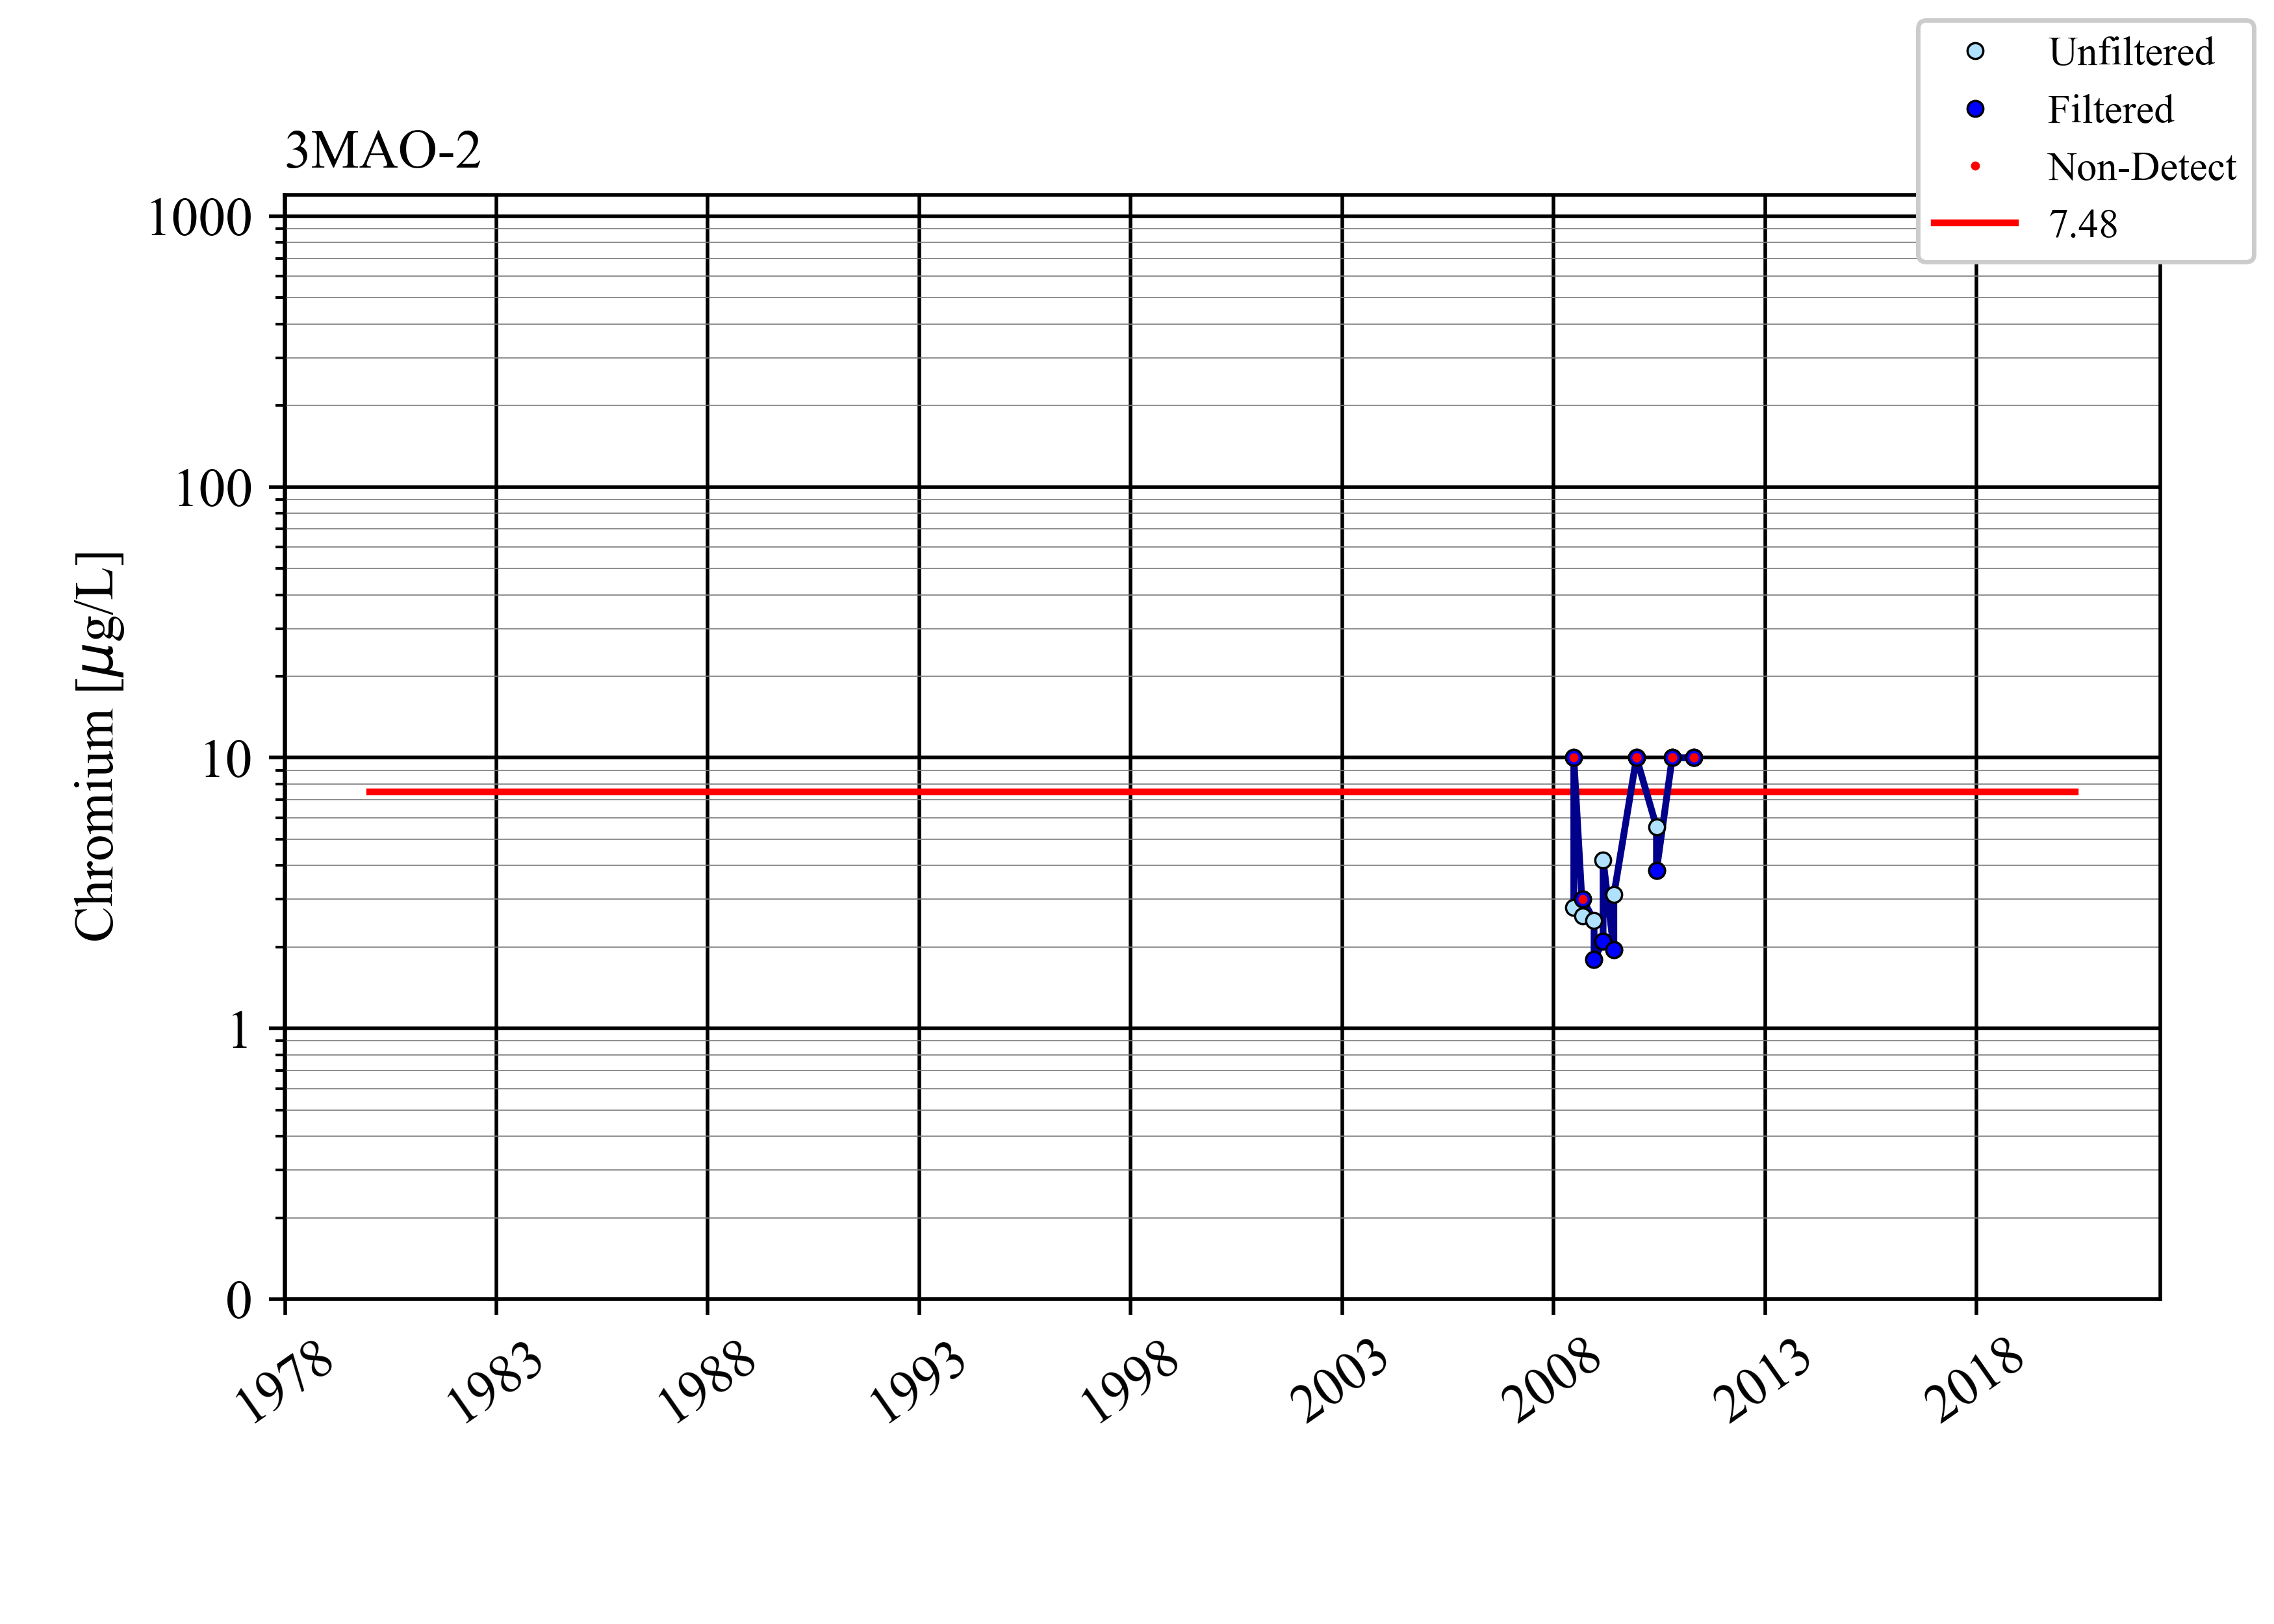 Unfiltered
Filtered
Non-Detect
7.48
3MAO-2
1000
100
10
1
0
Chromium [μg/L]
1978 1983 1988 1993 1998 2003 2008 2013 2018